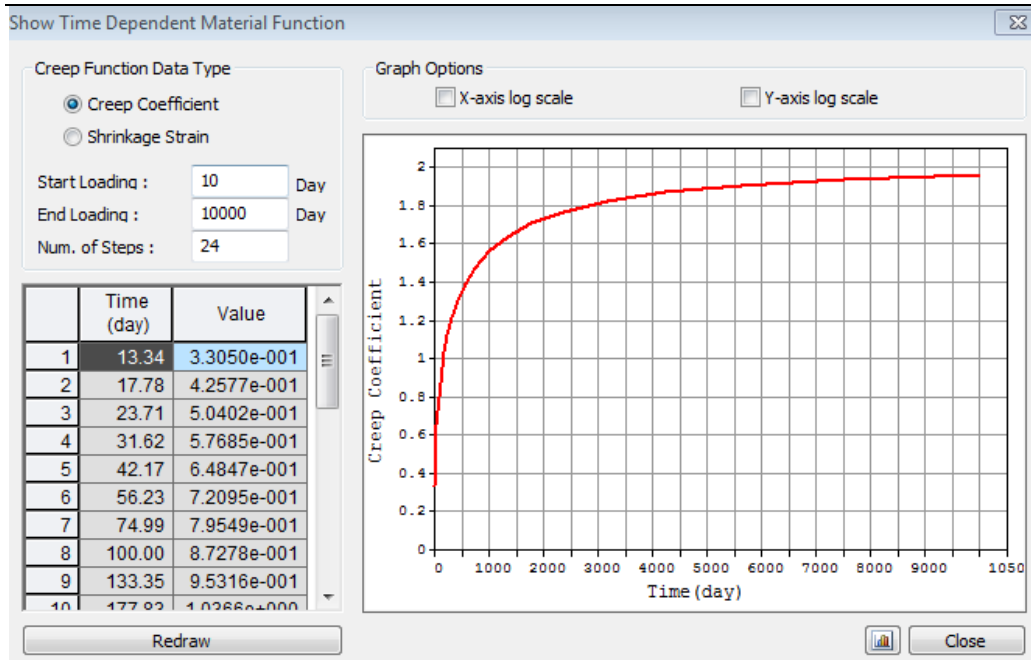 Show Time Dependent Material Function
Creep Function Data Type
Creep Coefficient
Shrinkage Strain
Start Loading : 10 Day
End Loading : 10000 Day
Num. of Steps : 24
Graph Options
X-axis log scale Y-axis log scale
Time (day) Value
1 13.34 3.3050e-001
2 17.78 4.2577e-001
3 23.71 5.0402e-001
4 31.62 5.7685e-001
5 42.17 6.4847e-001
6 56.23 7.2095e-001
7 74.99 7.9549e-001
8 100.00 8.7278e-001
9 133.35 9.5316e-001
10 177.83 1.0366e+000
Creep Coefficient
2
1.8
1.6
1.4
1.2
1
0.8
0.6
0.4
0.2
0
0 1000 2000 3000 4000 5000 6000 7000 8000 9000 1050
Time (day)
Redraw
Close